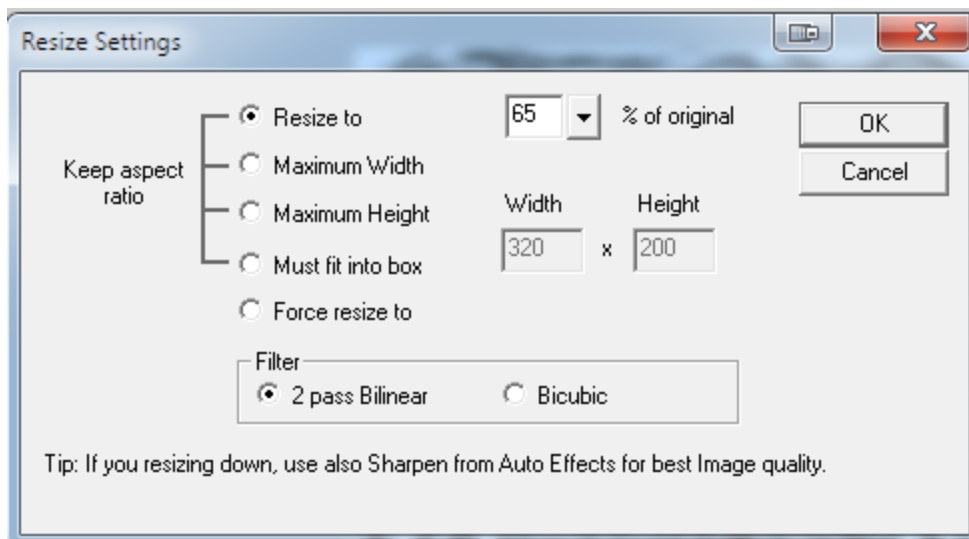 Resize Settings
Resize to
65
% of original
OK
Keep aspect
ratio
Maximum Width
Cancel
Maximum Height
Width
Height
320
x
200
Must fit into box
Force resize to
Filter
2 pass Bilinear
Bicubic
Tip: If you resizing down, use also Sharpen from Auto Effects for best Image quality.